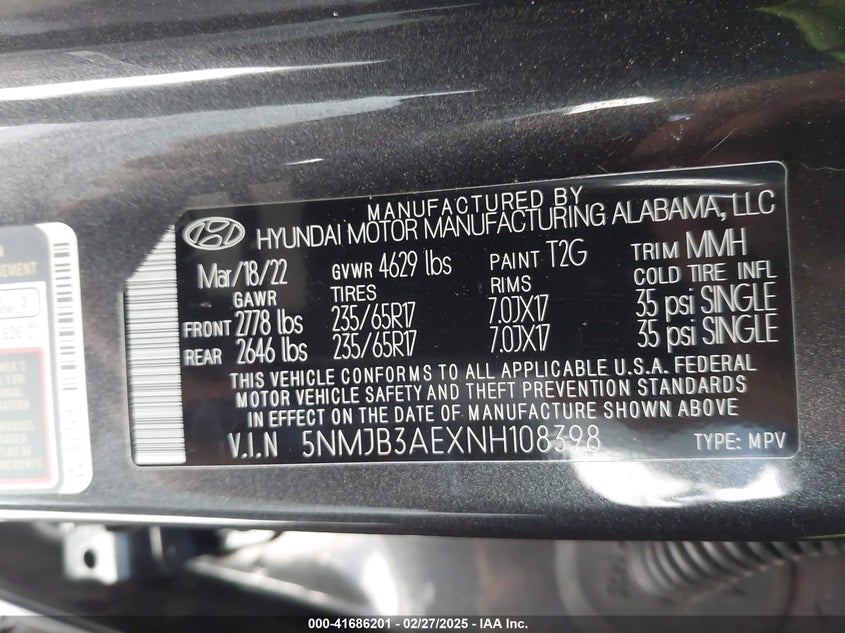 MANUFACTURED BY
HYUNDAI MOTOR MANUFACTURING ALABAMA, LLC
Mar/18/22 GVWR 4629 lbs PAINT T2G TRIM MMH
GAWR TIRES RIMS COLD TIRE INFL
FRONT 2778 lbs 235/65R17 7.0JX17 35 psi SINGLE
REAR 2646 lbs 235/65R17 7.0JX17 35 psi SINGLE
THIS VEHICLE CONFORMS TO ALL APPLICABLE U.S.A. FEDERAL
MOTOR VEHICLE SAFETY AND THEFT PREVENTION STANDARDS
IN EFFECT ON THE DATE OF MANUFACTURE SHOWN ABOVE.
V.I.N 5NMJB3AEXNH108398 TYPE: MPV
000-41686201 - 02/27/2025 - IAA Inc.